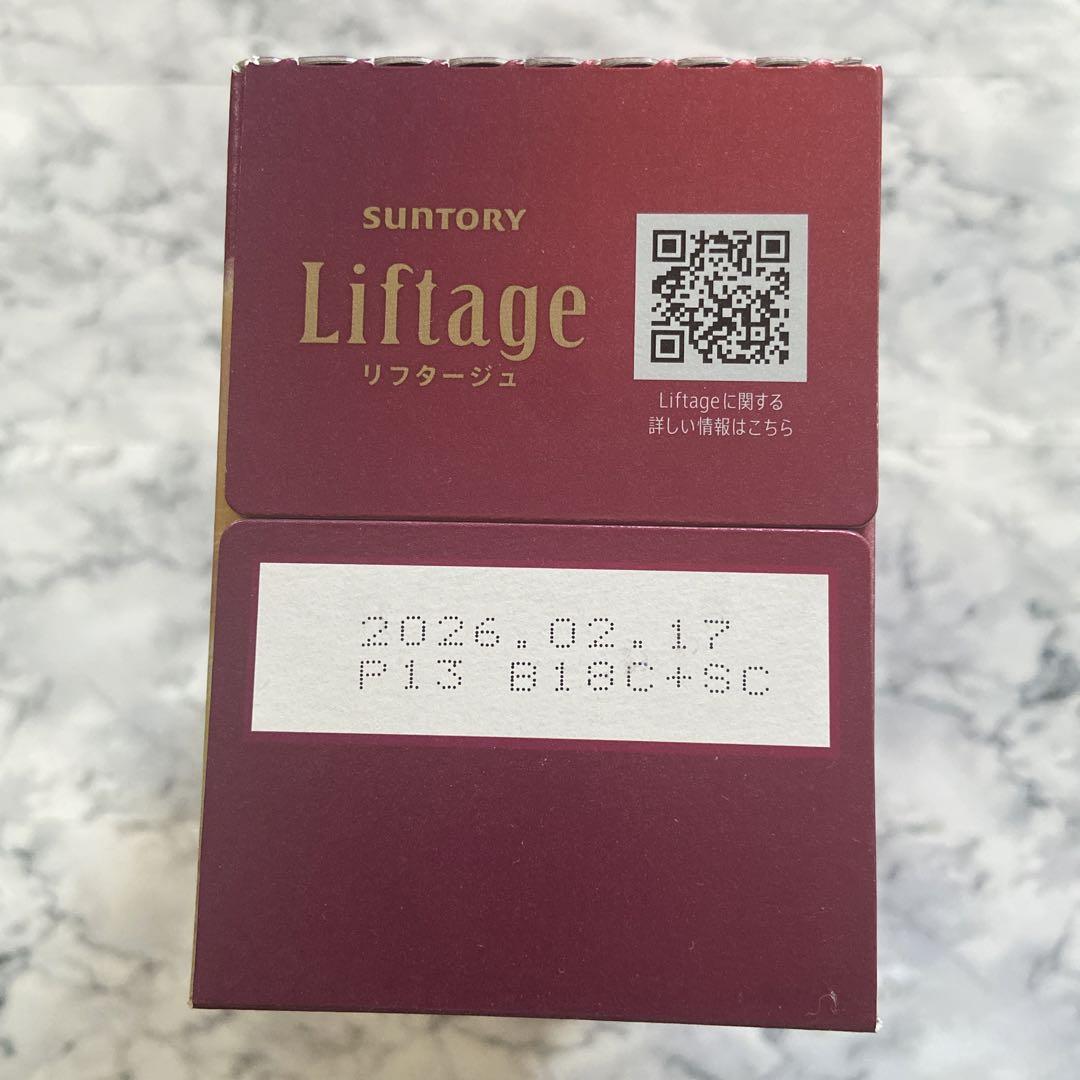 SUNTORY
Liftage
リフタージュ
Liftageに関する
詳しい情報はこちら
2026.02.17
P13 B18C+SC